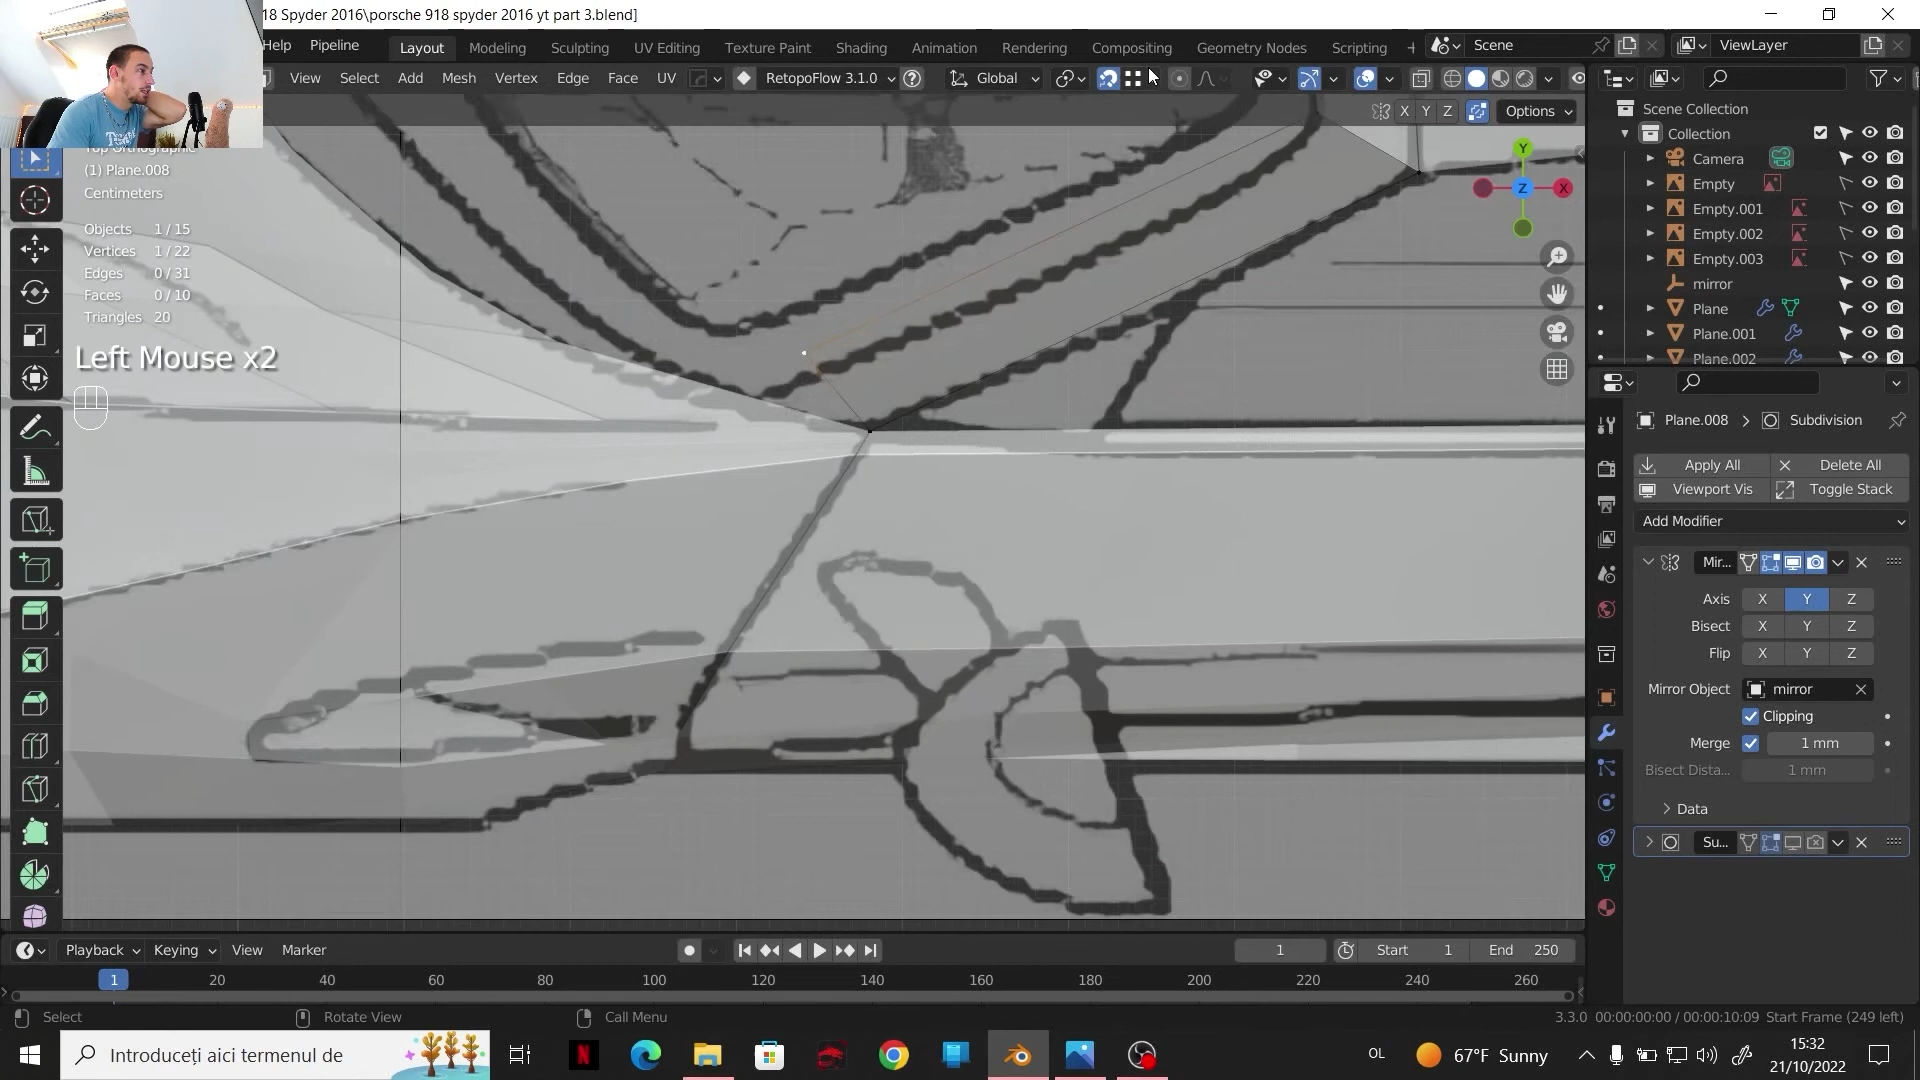 18 Spyder 2016\porsche 918 spyder 2016 yt part 3.blend]
Help Pipeline Layout Modeling Sculpting UV Editing Texture Paint Shading Animation Rendering Compositing Geometry Nodes Scripting + Scene ViewLayer
View Select Add Mesh Vertex Edge Face UV RetopoFlow 3.1.0 Global
X Y Z Options
(1) Plane.008
Centimeters
Objects 1 / 15
Vertices 1 / 22
Edges 0 / 31
Faces 0 / 10
Triangles 20
Left Mouse x2
Y
Z
X
Scene Collection
Collection
Camera
Empty
Empty.001
Empty.002
Empty.003
mirror
Plane
Plane.001
Plane.002
Plane.008 > Subdivision
Apply All Delete All
Viewport Vis Toggle Stack
Add Modifier
Mir...
Axis X Y Z
Bisect X Y Z
Flip X Y Z
Mirror Object mirror
Clipping
Merge 1 mm
Bisect Dista... 1 mm
Data
Su...
Playback Keying View Marker 1 Start 1 End 250
1 20 40 60 80 100 120 140 160 180 200 220 240 260
Select Rotate View Call Menu 3.3.0 00:00:00:00 / 00:00:10:09 Start Frame (249 left)
Introduceți aici termenul de
OL 67°F Sunny
15:32
21/10/2022